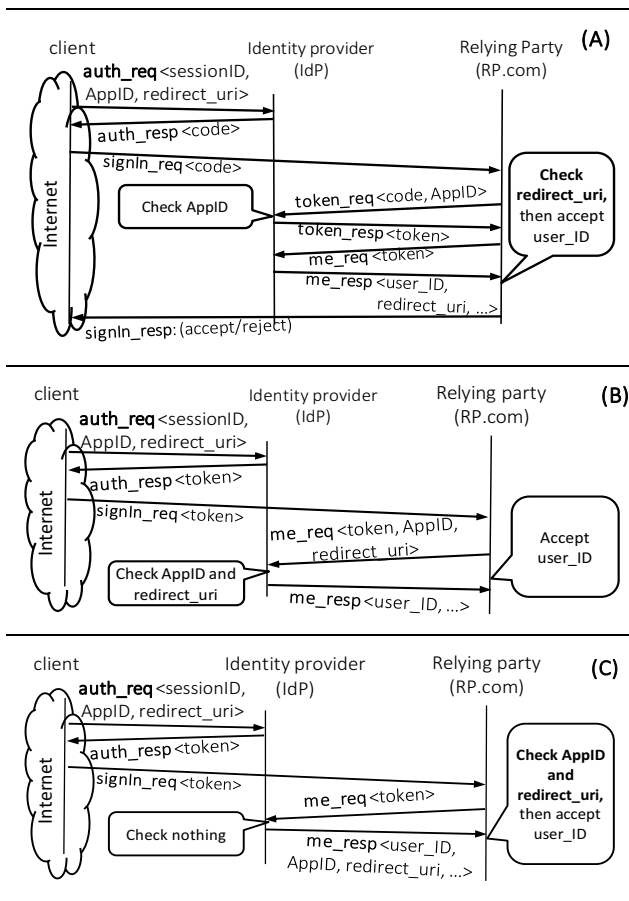 client
Identity provider
(IdP)
Relying Party
(RP.com)
(A)
auth_req <sessionID,
AppID, redirect_uri>
auth_resp <code>
signIn_req <code>
Internet
Check AppID
token_req <code, AppID>
token_resp <token>
me_req <token>
me_resp <user_ID,
redirect_uri, ...>
Check
redirect_uri,
then accept
user_ID
signIn_resp: (accept/reject)
client
Identity provider
(IdP)
Relying party
(RP.com)
(B)
auth_req <sessionID,
AppID, redirect_uri>
auth_resp <token>
signIn_req <token>
Internet
me_req <token, AppID,
redirect_uri>
Check AppID and
redirect_uri
me_resp <user_ID, ...>
Accept
user_ID
client
Identity provider
(IdP)
Relying party
(RP.com)
(C)
auth_req <sessionID,
AppID, redirect_uri>
auth_resp <token>
signIn_req <token>
Internet
me_req <token>
Check nothing
me_resp <user_ID,
AppID, redirect_uri, ...>
Check AppID
and
redirect_uri,
then accept
user_ID